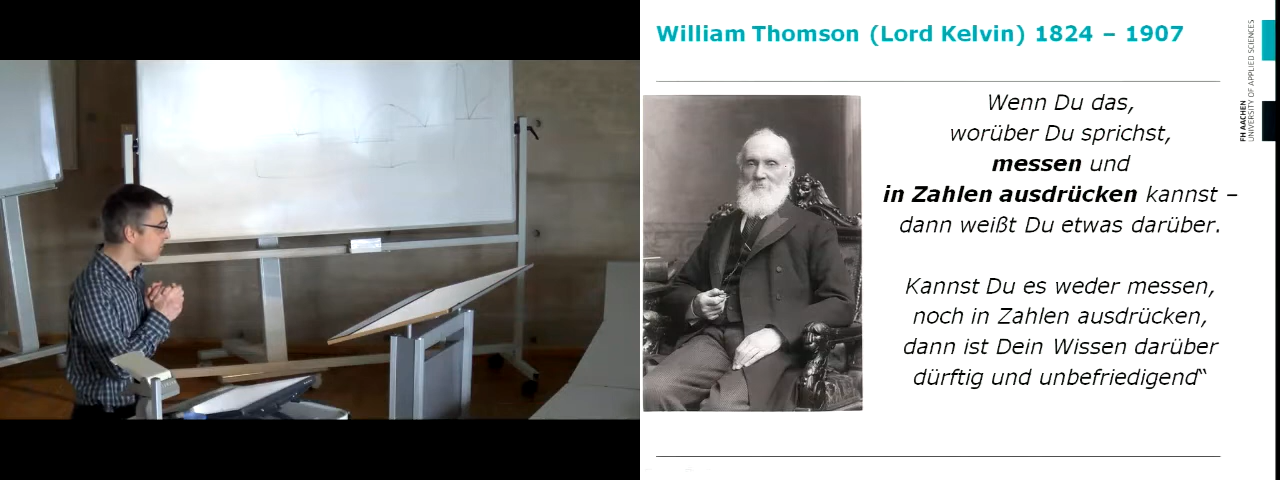 William Thomson (Lord Kelvin) 1824 – 1907
Wenn Du das,
worüber Du sprichst,
messen und
in Zahlen ausdrücken kannst –
dann weißt Du etwas darüber.
Kannst Du es weder messen,
noch in Zahlen ausdrücken,
dann ist Dein Wissen darüber
dürftig und unbefriedigend“
FH AACHEN
UNIVERSITY OF APPLIED SCIENCES